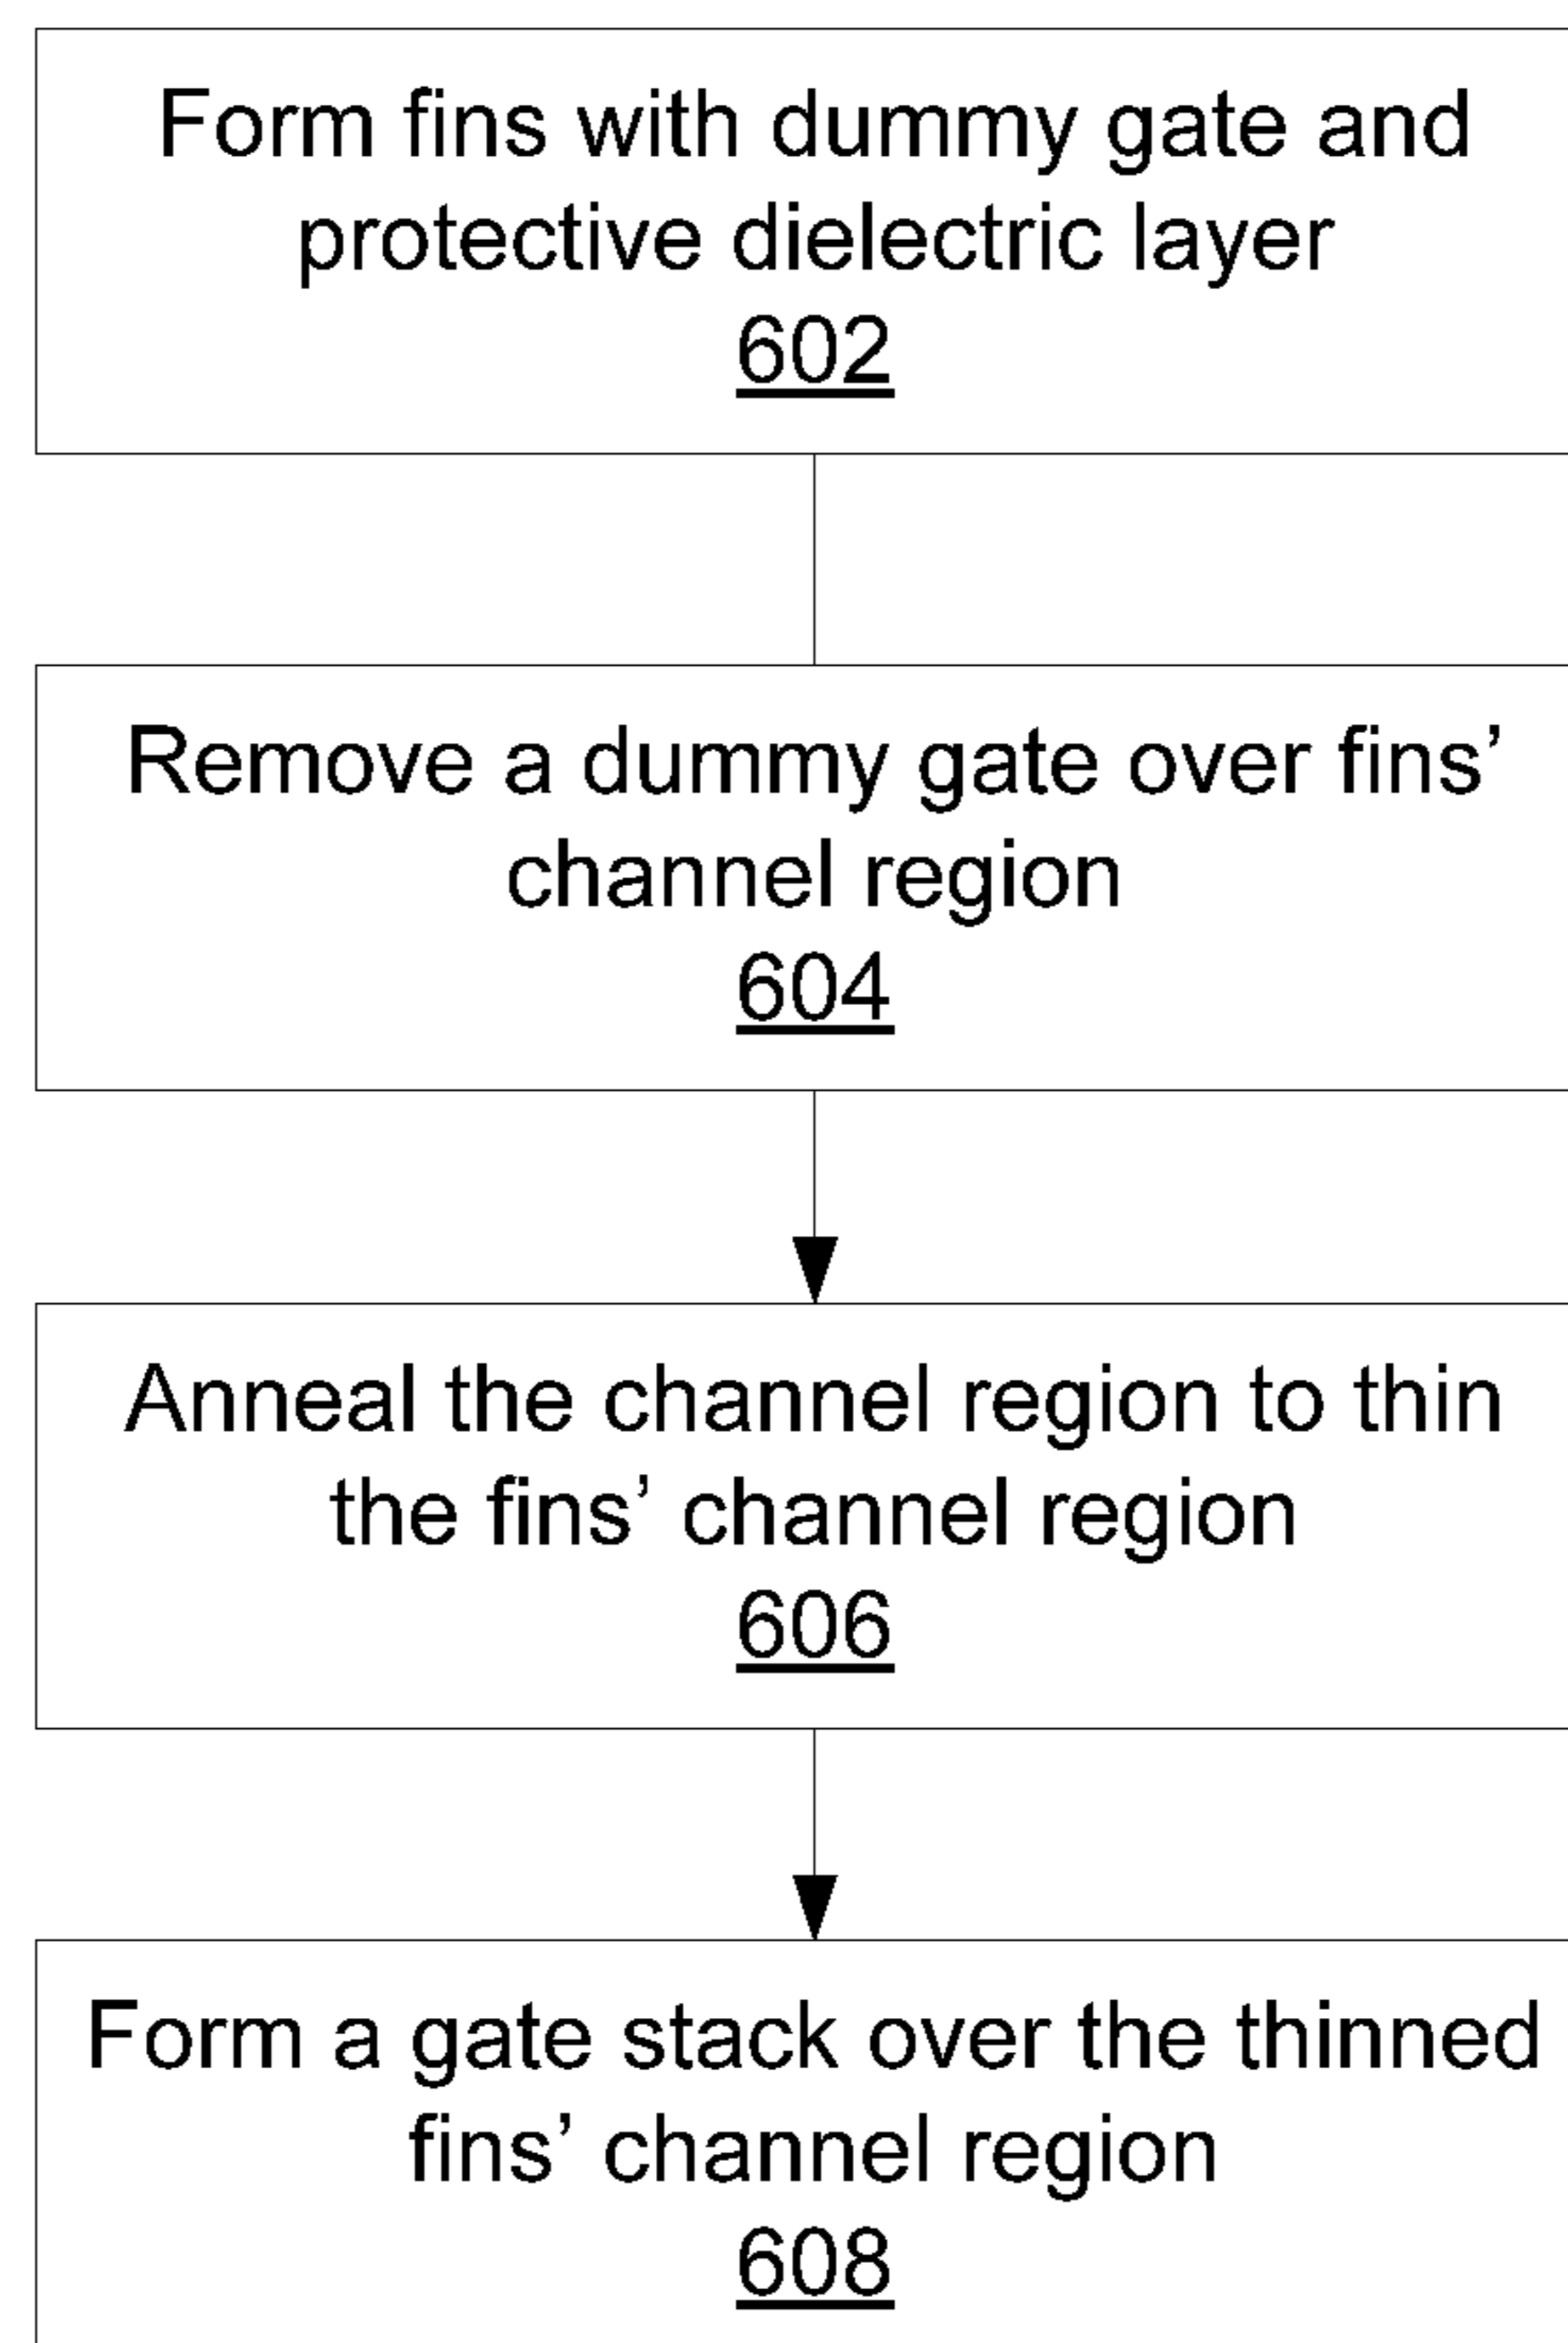 Form fins with dummy gate and
protective dielectric layer
602
Remove a dummy gate over fins’
channel region
604
Anneal the channel region to thin
the fins’ channel region
606
Form a gate stack over the thinned
fins’ channel region
608